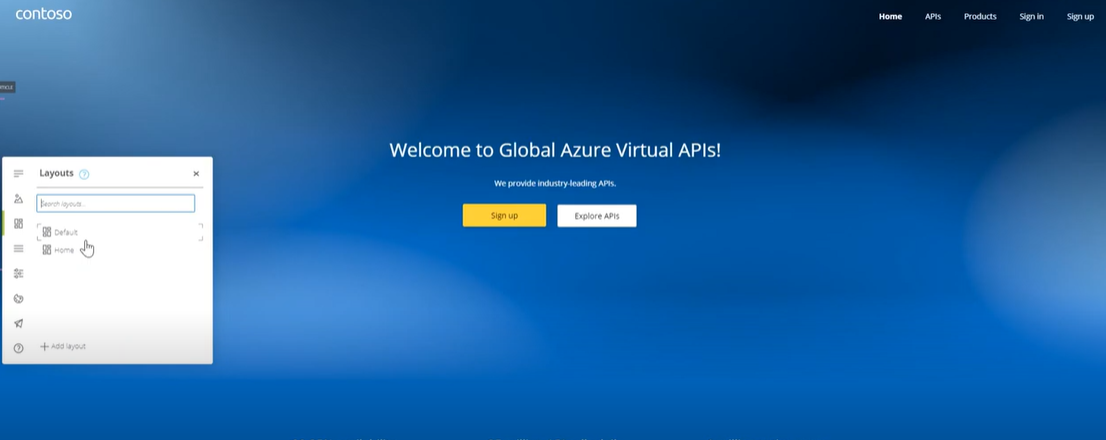 contoso
Home APIs Products Sign in Sign up
Welcome to Global Azure Virtual APIs!
We provide industry-leading APIs.
Sign up Explore APIs
Layouts ?
Search layouts...
Default
Home
+ Add layout